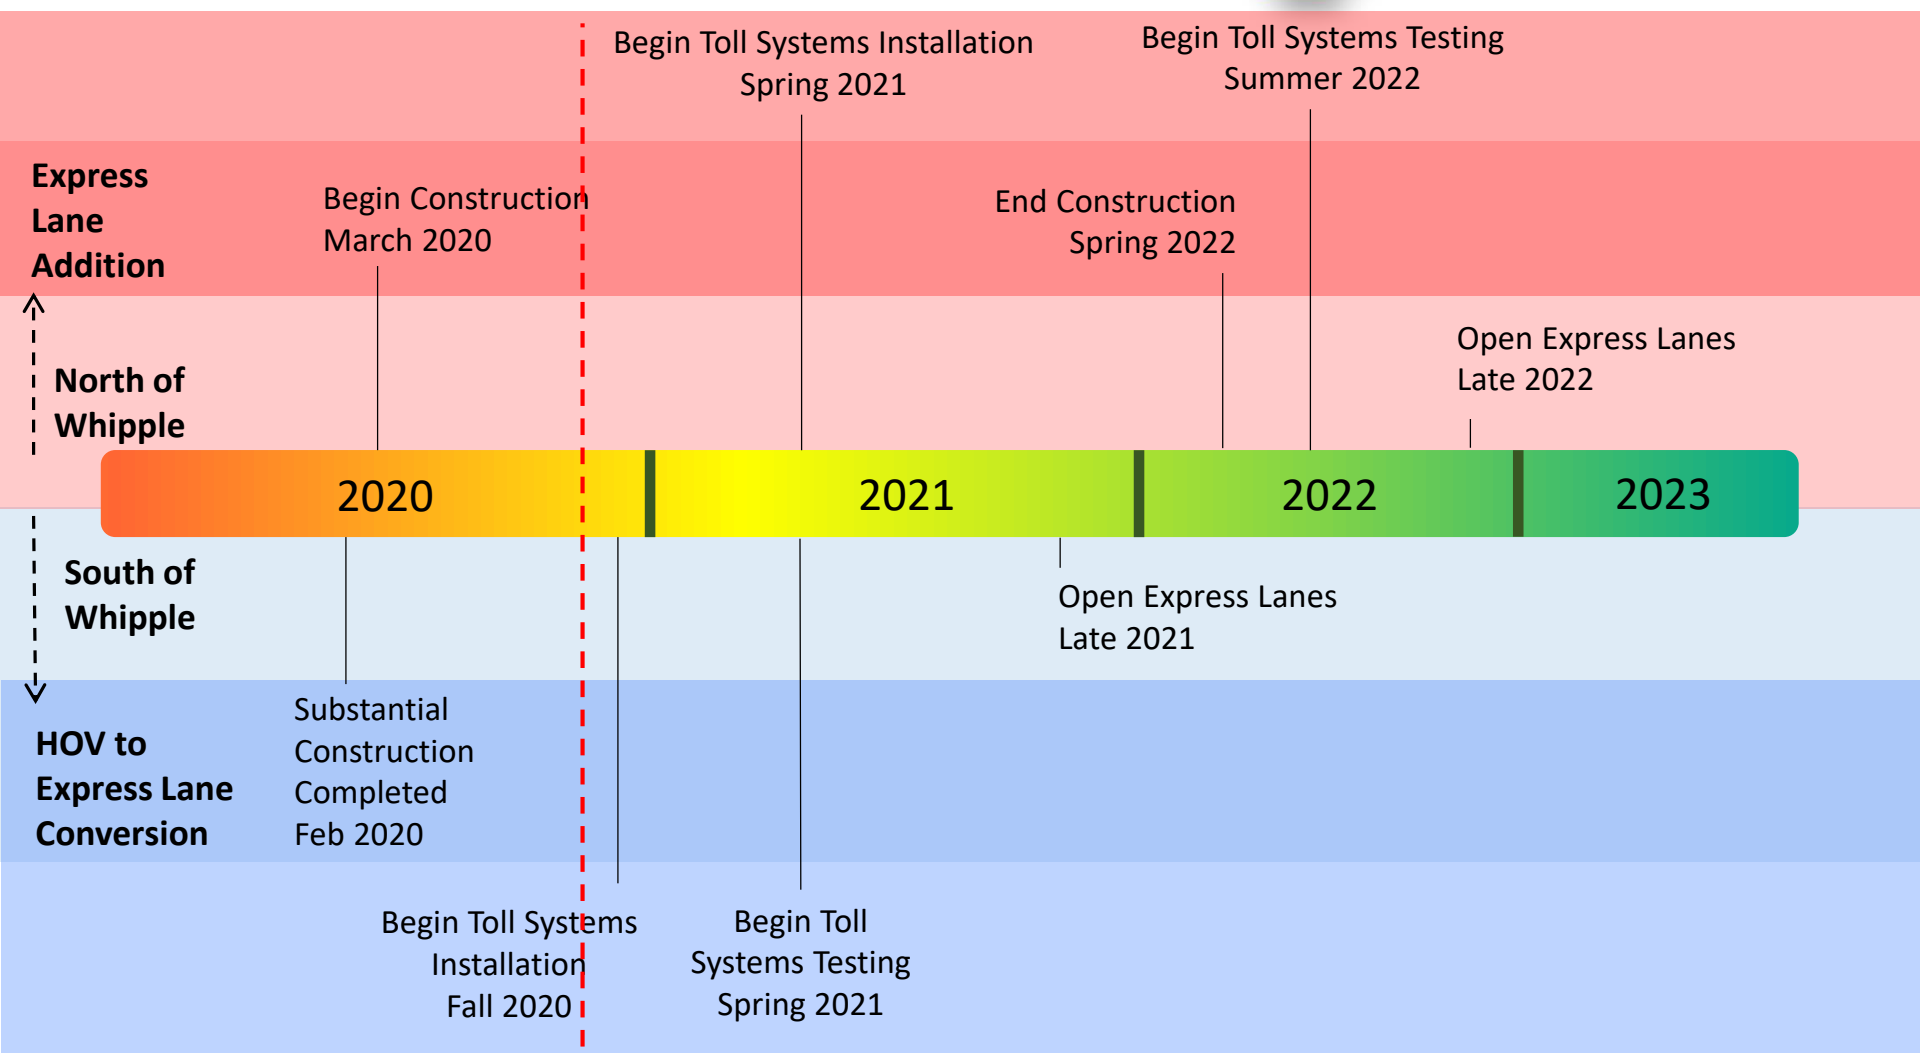 Begin Toll Systems Installation
Spring 2021
Begin Toll Systems Testing
Summer 2022
Express
Lane
Addition
Begin Construction
March 2020
End Construction
Spring 2022
North of
Whipple
Open Express Lanes
Late 2022
2020
2021
2022
2023
South of
Whipple
Open Express Lanes
Late 2021
HOV to
Express Lane
Conversion
Substantial
Construction
Completed
Feb 2020
Begin Toll Systems
Installation
Fall 2020
Begin Toll
Systems Testing
Spring 2021